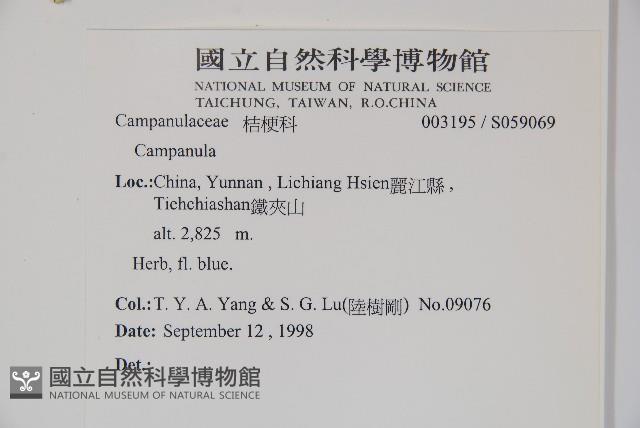 國立自然科學博物館
NATIONAL MUSEUM OF NATURAL SCIENCE
TAICHUNG, TAIWAN, R.O.CHINA
Campanulaceae 桔梗科 003195 / S059069
Campanula
Loc.:China, Yunnan , Lichiang Hsien麗江縣 ,
Tiehchiashan鐵夾山
alt. 2,825 m.
Herb, fl. blue.
Col.: T. Y. A. Yang & S. G. Lu(陸樹剛) No.09076
Date: September 12 , 1998
Det.:
國立自然科學博物館
NATIONAL MUSEUM OF NATURAL SCIENCE